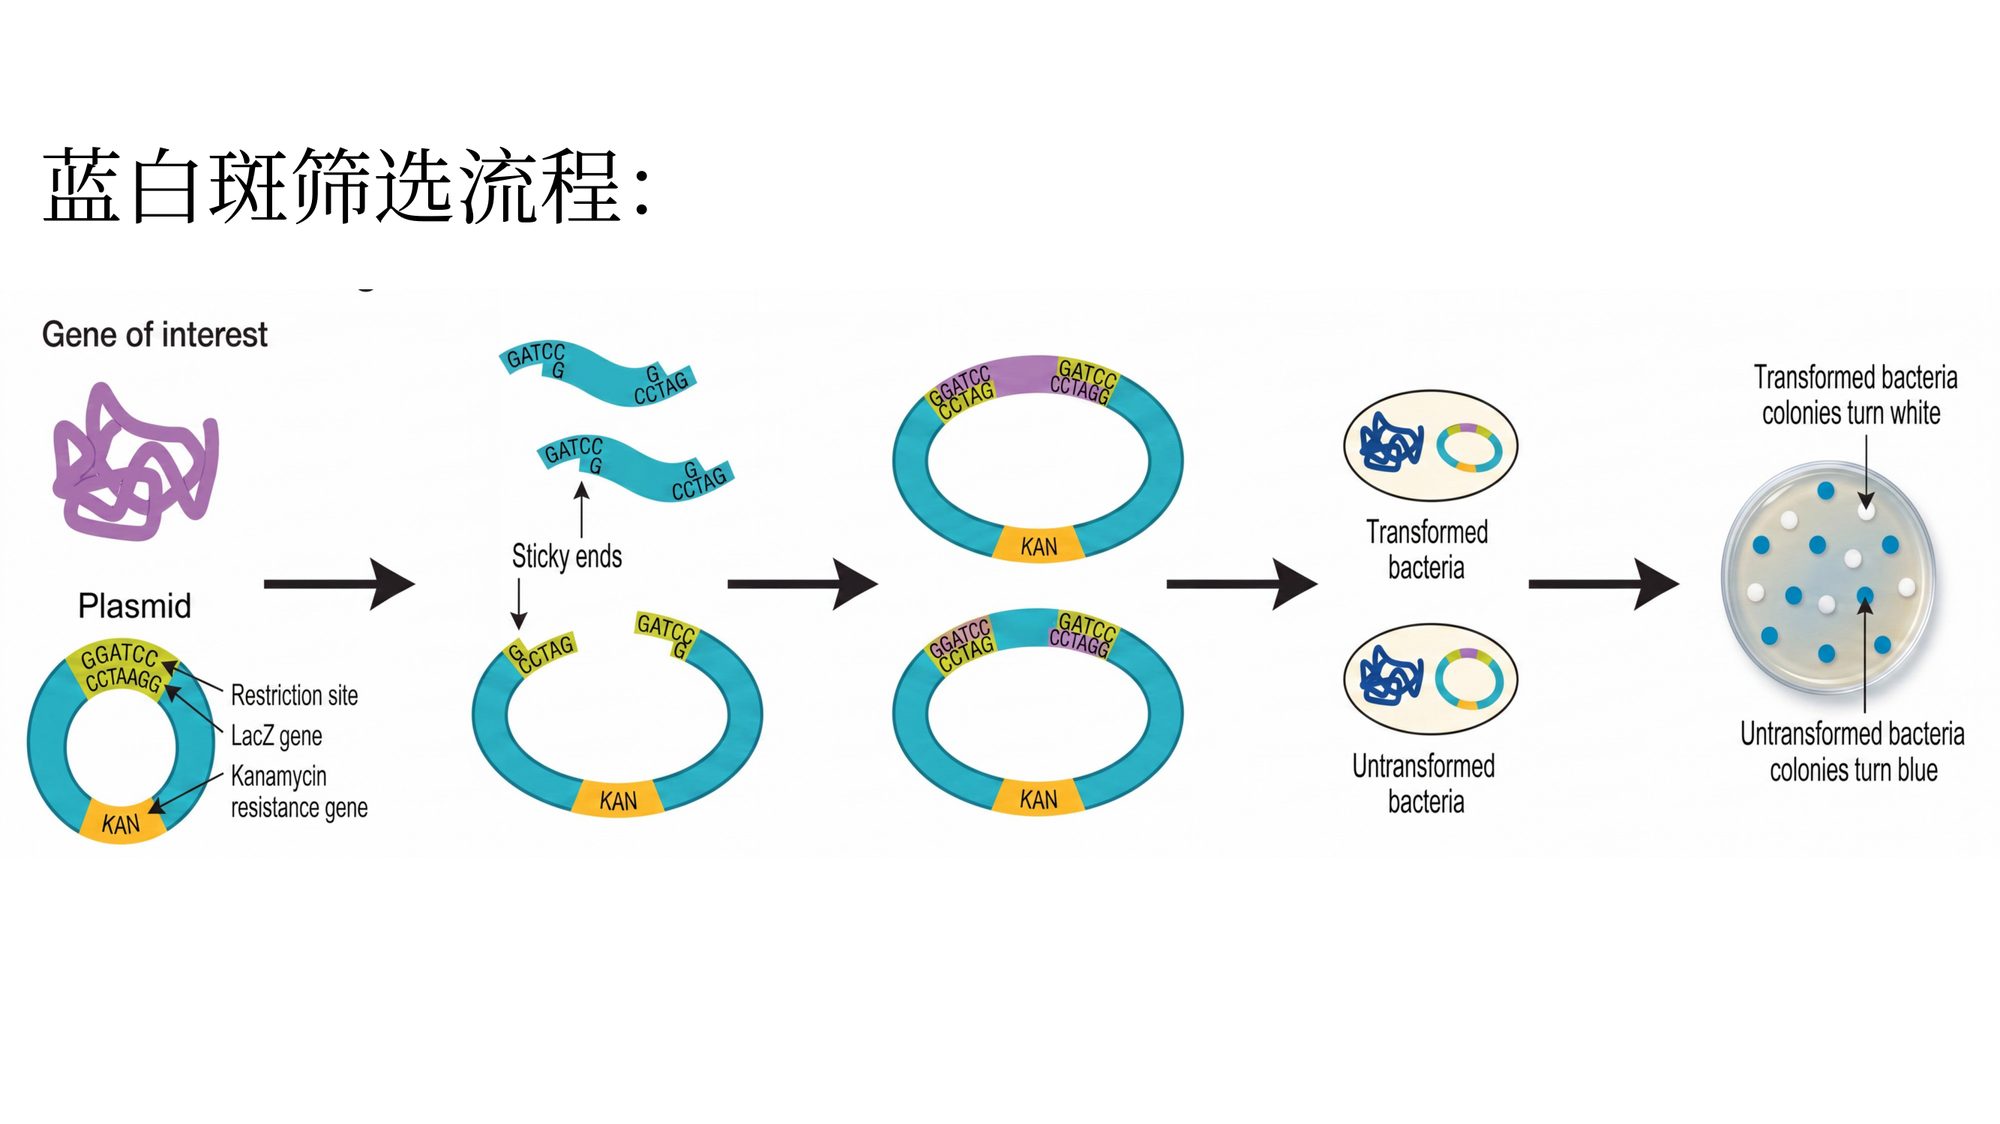 蓝白斑筛选流程：
Gene of interest
Plasmid
GGATCC
CCTAAGG
Restriction site
LacZ gene
Kanamycin
resistance gene
KAN
GATCC
G
G
CCTAG
GATCC
G
G
CCTAG
Sticky ends
G
CCTAG
GATCC
G
KAN
GGATCC
CCTAG
GATCC
CCTAGG
KAN
GGATCC
CCTAG
GATCC
CCTAGG
KAN
Transformed
bacteria
Untransformed
bacteria
Transformed bacteria
colonies turn white
Untransformed bacteria
colonies turn blue